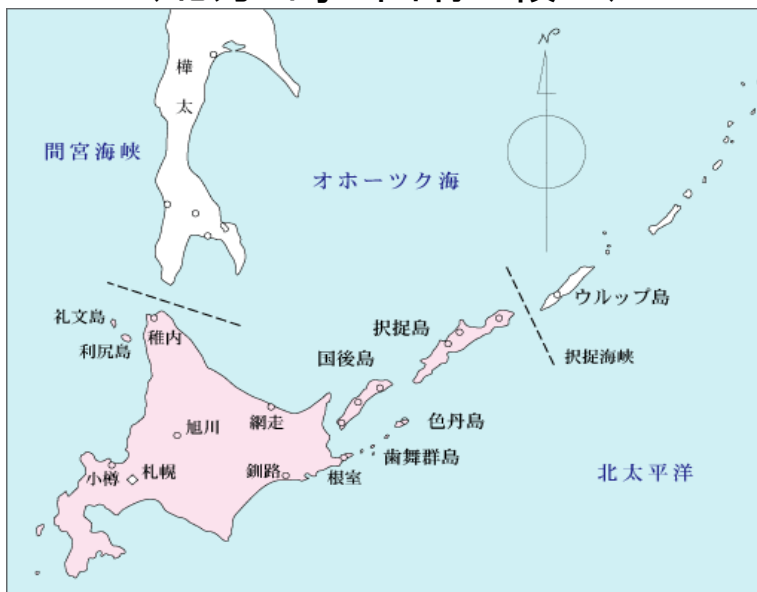 樺太
間宮海峡
オホーツク海
N
ウルップ島
択捉海峡
礼文島
利尻島
稚内
択捉島
国後島
色丹島
歯舞群島
根室
網走
旭川
釧路
小樽
札幌
北太平洋